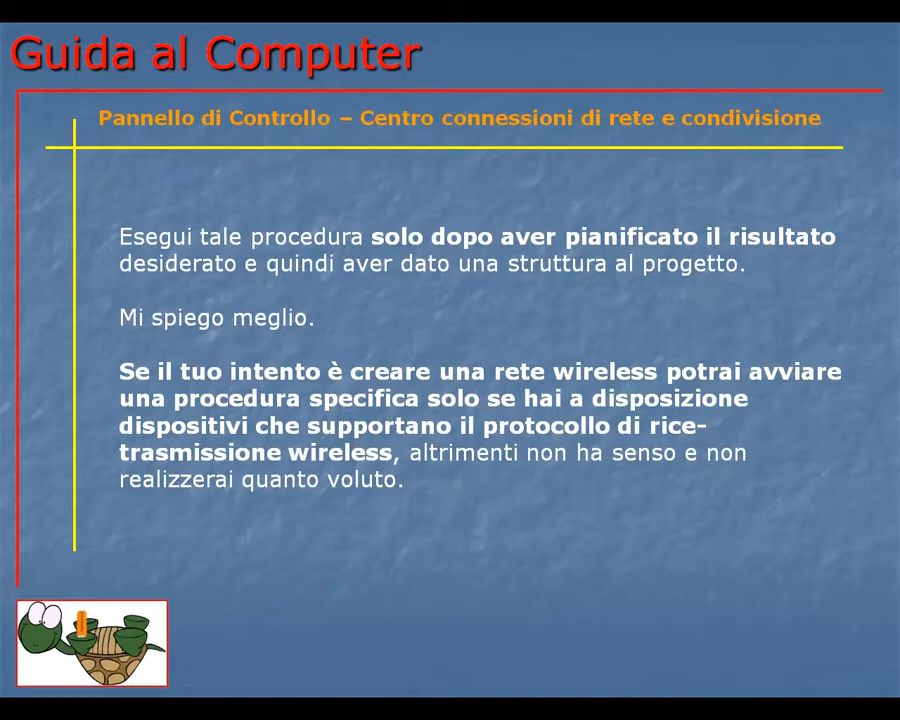 Guida al Computer
Pannello di Controllo – Centro connessioni di rete e condivisione
Esegui tale procedura solo dopo aver pianificato il risultato
desiderato e quindi aver dato una struttura al progetto.
Mi spiego meglio.
Se il tuo intento è creare una rete wireless potrai avviare
una procedura specifica solo se hai a disposizione
dispositivi che supportano il protocollo di rice-
trasmissione wireless, altrimenti non ha senso e non
realizzerai quanto voluto.